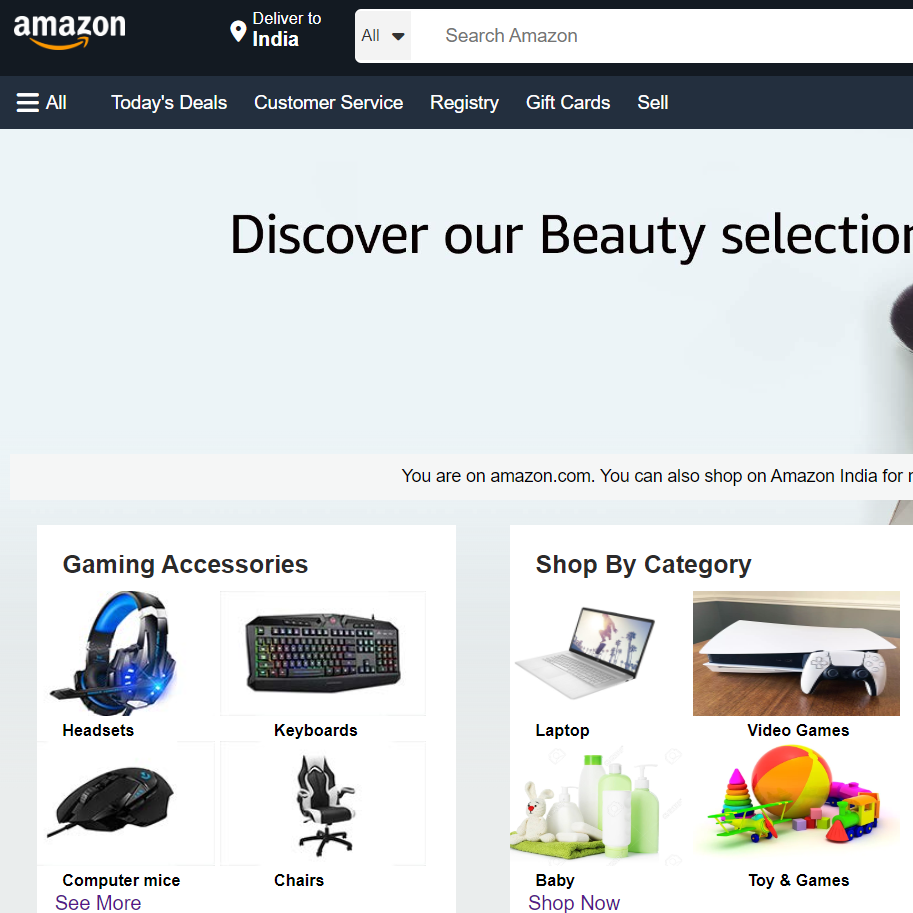 amazon
Deliver to
India
All
Search Amazon
All
Today's Deals
Customer Service
Registry
Gift Cards
Sell
Discover our Beauty selection
You are on amazon.com. You can also shop on Amazon India for
Gaming Accessories
Shop By Category
Headsets
Keyboards
Laptop
Video Games
Computer mice
Chairs
Baby
Toy & Games
See More
Shop Now